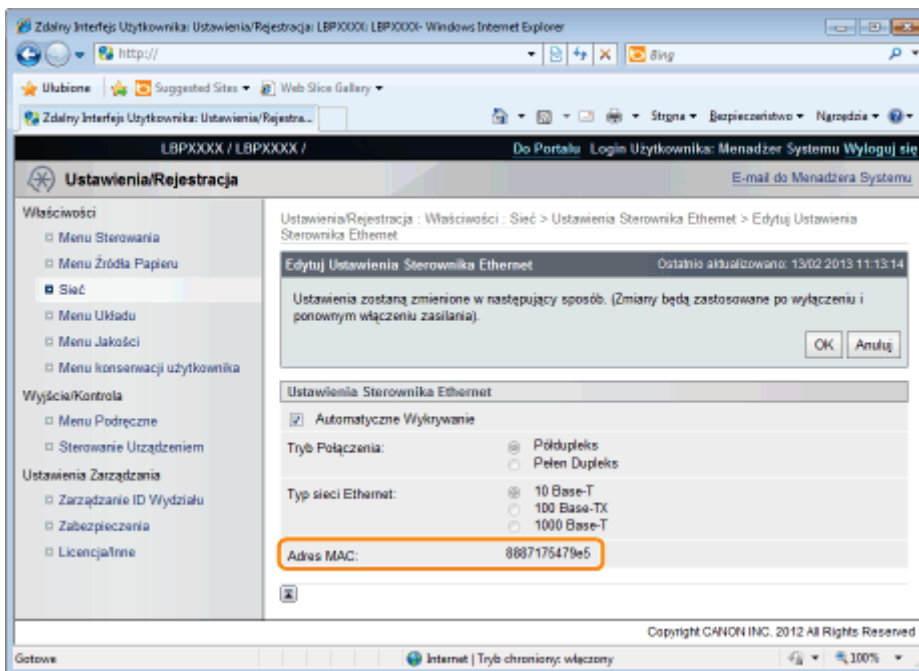 Zdalny Interfejs Użytkownika: Ustawienia/Rejestracja: LBPXXXX: LBPXXXX- Windows Internet Explorer
http://
Bing
Ulubione Suggested Sites Web Slice Gallery
Zdalny Interfejs Użytkownika: Ustawienia/Rejestra...
Strona Bezpieczeństwo Narzędzia
LBPXXXX / LBPXXXX /
Do Portalu Login Użytkownika: Menadżer Systemu Wyloguj się
Ustawienia/Rejestracja
E-mail do Menadżera Systemu
Właściwości
Menu Sterowania
Menu Źródła Papieru
Sieć
Menu Układu
Menu Jakości
Menu konserwacji użytkownika
Wyjście/Kontrola
Menu Podręczne
Sterowanie Urządzeniem
Ustawienia Zarządzania
Zarządzanie ID Wydziału
Zabezpieczenia
Licencja/Inne
Ustawienia/Rejestracja : Właściwości : Sieć > Ustawienia Sterownika Ethernet > Edytuj Ustawienia
Sterownika Ethernet
Edytuj Ustawienia Sterownika Ethernet
Ostatnio aktualizowano: 13/02 2013 11:13:14
Ustawienia zostaną zmienione w następujący sposób. (Zmiany będą zastosowane po wyłączeniu i
ponownym włączeniu zasilania).
OK Anuluj
Ustawienia Sterownika Ethernet
Automatyczne Wykrywanie
Tryb Połączenia:
Półdupleks
Pełen Dupleks
Typ sieci Ethernet:
10 Base-T
100 Base-TX
1000 Base-T
Adres MAC: 8887175479e5
Copyright CANON INC. 2012 All Rights Reserved
Gotowe
Internet | Tryb chroniony: włączony
100%